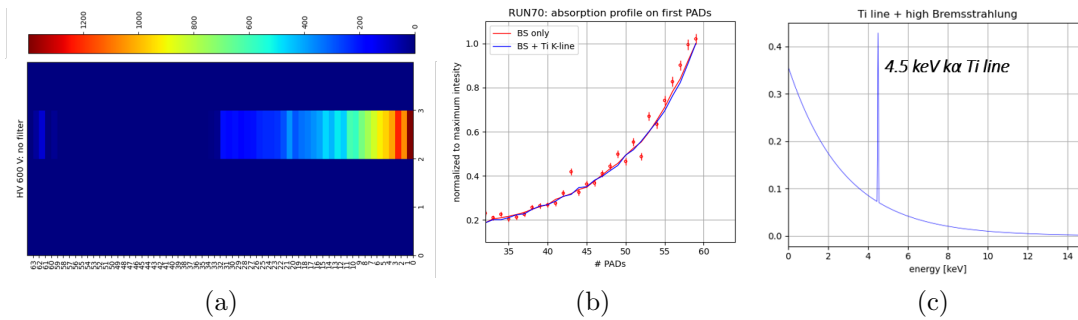 1200
1000
800
600
400
200
0
HV 600 V: no filter
3
2
1
0
RUN70: absorption profile on first PADs
BS only
BS + Ti K-line
normalized to maximum intesity
1.0
0.8
0.6
0.4
0.2
35
40
45
50
55
60
# PADs
Ti line + high Bremsstrahlung
4.5 keV kα Ti line
0.4
0.3
0.2
0.1
0.0
0
2
4
6
8
10
12
14
energy [keV]
(a)
(b)
(c)